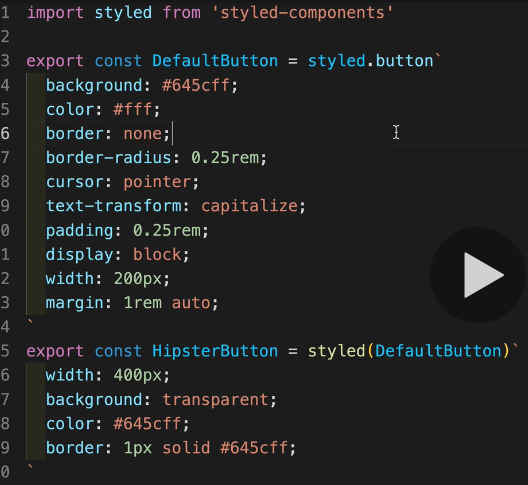 1 import styled from 'styled-components'
2
3 export const DefaultButton = styled.button`
4 background: #645cff;
5 color: #fff;
6 border: none;
7 border-radius: 0.25rem;
8 cursor: pointer;
9 text-transform: capitalize;
0 padding: 0.25rem;
1 display: block;
2 width: 200px;
3 margin: 1rem auto;
4 `
5 export const HipsterButton = styled(DefaultButton)`
6 width: 400px;
7 background: transparent;
8 color: #645cff;
9 border: 1px solid #645cff;
0 `